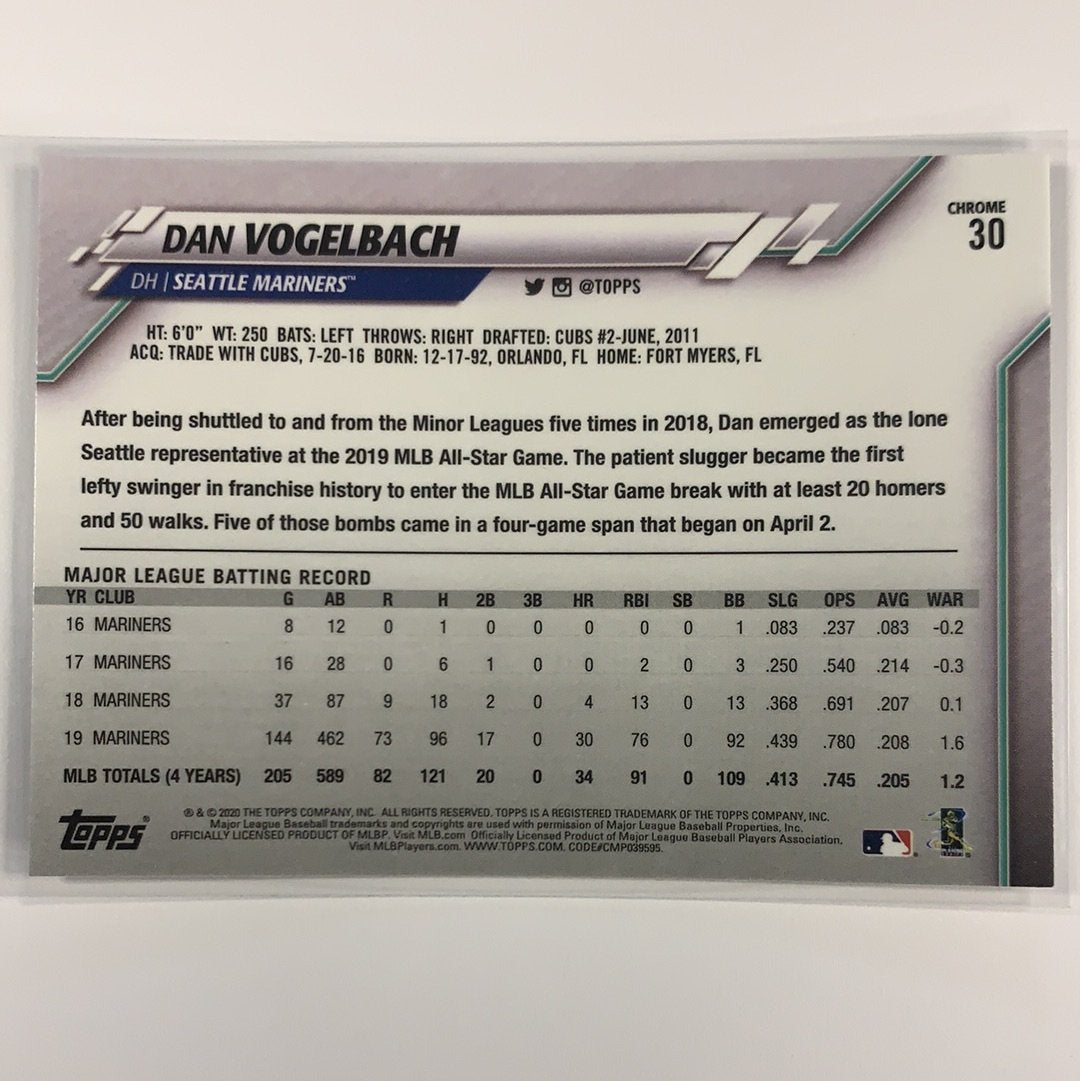 CHROME
30
DAN VOGELBACH
DH | SEATTLE MARINERS™
@TOPPS
HT: 6'0" WT: 250 BATS: LEFT THROWS: RIGHT DRAFTED: CUBS #2-JUNE, 2011
ACQ: TRADE WITH CUBS, 7-20-16 BORN: 12-17-92, ORLANDO, FL HOME: FORT MYERS, FL
After being shuttled to and from the Minor Leagues five times in 2018, Dan emerged as the lone
Seattle representative at the 2019 MLB All-Star Game. The patient slugger became the first
lefty swinger in franchise history to enter the MLB All-Star Game break with at least 20 homers
and 50 walks. Five of those bombs came in a four-game span that began on April 2.
MAJOR LEAGUE BATTING RECORD
YR CLUB G AB R H 2B 3B HR RBI SB BB SLG OPS AVG WAR
16 MARINERS 8 12 0 1 0 0 0 0 0 1 .083 .237 .083 -0.2
17 MARINERS 16 28 0 6 1 0 0 2 0 3 .250 .540 .214 -0.3
18 MARINERS 37 87 9 18 2 0 4 13 0 13 .368 .691 .207 0.1
19 MARINERS 144 462 73 96 17 0 30 76 0 92 .439 .780 .208 1.6
MLB TOTALS (4 YEARS) 205 589 82 121 20 0 34 91 0 109 .413 .745 .205 1.2
Topps®
® & © 2020 THE TOPPS COMPANY, INC. ALL RIGHTS RESERVED. TOPPS IS A REGISTERED TRADEMARK OF THE TOPPS COMPANY, INC.
Major League Baseball trademarks and copyrights are used with permission of Major League Baseball Properties, Inc.
OFFICIALLY LICENSED PRODUCT OF MLBP. Visit MLB.com Officially Licensed Product of Major League Baseball Players Association.
Visit MLBPlayers.com. WWW.TOPPS.COM. CODE#CMP039595.